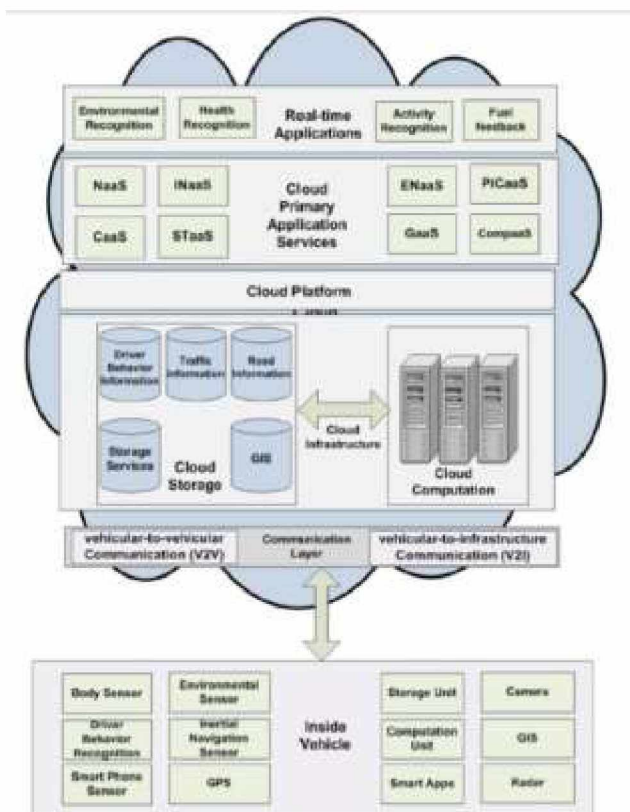 Environmental
Recognition
Health
Recognition
Real-time
Applications
Activity
Recognition
Fuel
feedback
NaaS
INaaS
Cloud
Primary
Application
Services
ENaaS
PICaaS
CaaS
STaaS
GaaS
CompaaS
Cloud Platform
Cloud
Driver
Behavior
Information
Traffic
Information
Road
Information
Cloud
Infrastructure
Storage
Services
Cloud
Storage
GIS
Cloud
Computation
vehicular-to-vehicular
Communication (V2V)
Communication
Layer
vehicular-to-infrastructure
Communication (V2I)
Body Sensor
Environmental
Sensor
Storage Unit
Camera
Driver
Behavior
Recognition
Inertial
Navigation
Sensor
Inside
Vehicle
Computation
Unit
GIS
Smart Phone
Sensor
GPS
Smart Apps
Radar